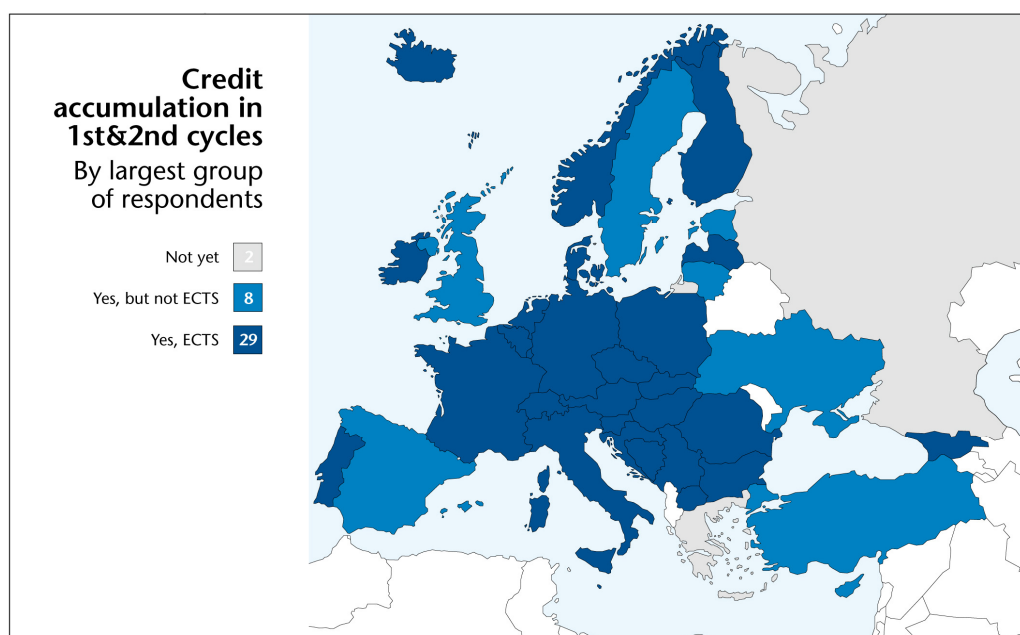 Credit
accumulation in
1st&2nd cycles
By largest group
of respondents
Not yet 2
Yes, but not ECTS 8
Yes, ECTS 29